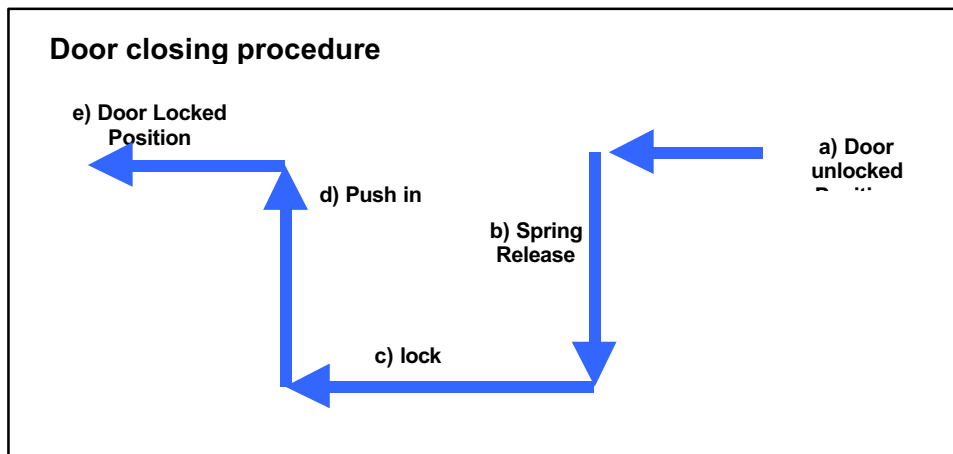 Door closing procedure
e) Door Locked
Position
a) Door
unlocked
d) Push in
b) Spring
Release
c) lock